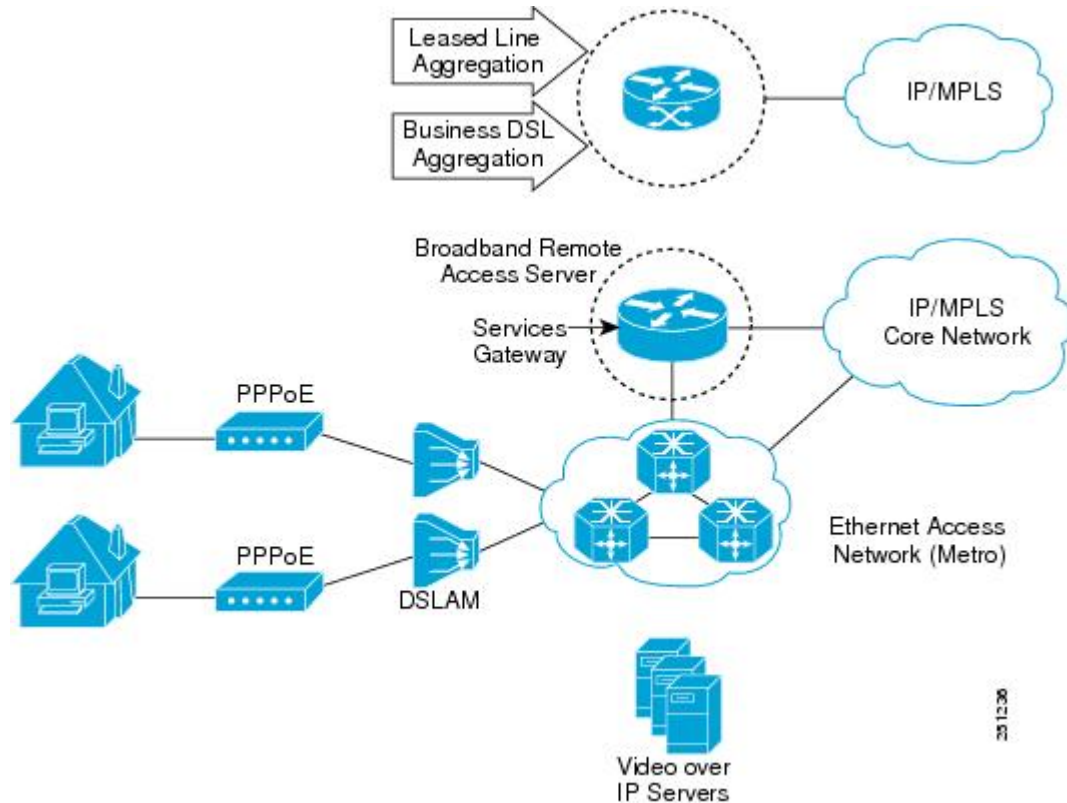 Leased Line
Aggregation
IP/MPLS
Business DSL
Aggregation
Broadband Remote
Access Server
IP/MPLS
Core Network
Services
Gateway
PPPoE
PPPoE
DSLAM
Ethernet Access
Network (Metro)
Video over
IP Servers
251236